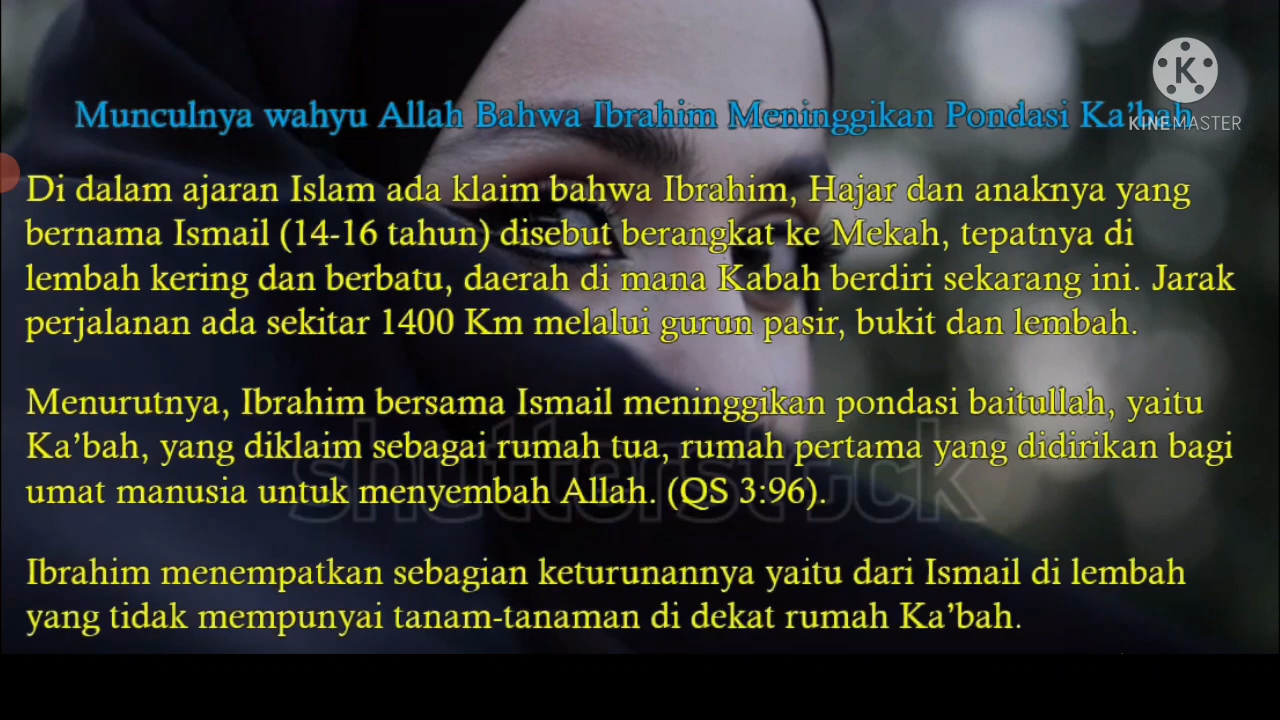 Munculnya wahyu Allah Bahwa Ibrahim Meninggikan Pondasi Ka'bah
K
KINEMASTER
Di dalam ajaran Islam ada klaim bahwa Ibrahim, Hajar dan anaknya yang
bernama Ismail (14-16 tahun) disebut berangkat ke Mekah, tepatnya di
lembah kering dan berbatu, daerah di mana Kabah berdiri sekarang ini. Jarak
perjalanan ada sekitar 1400 Km melalui gurun pasir, bukit dan lembah.
Menurutnya, Ibrahim bersama Ismail meninggikan pondasi baitullah, yaitu
Ka'bah, yang diklaim sebagai rumah tua, rumah pertama yang didirikan bagi
umat manusia untuk menyembah Allah. (QS 3:96).
shutterstock
Ibrahim menempatkan sebagian keturunannya yaitu dari Ismail di lembah
yang tidak mempunyai tanam-tanaman di dekat rumah Ka'bah.